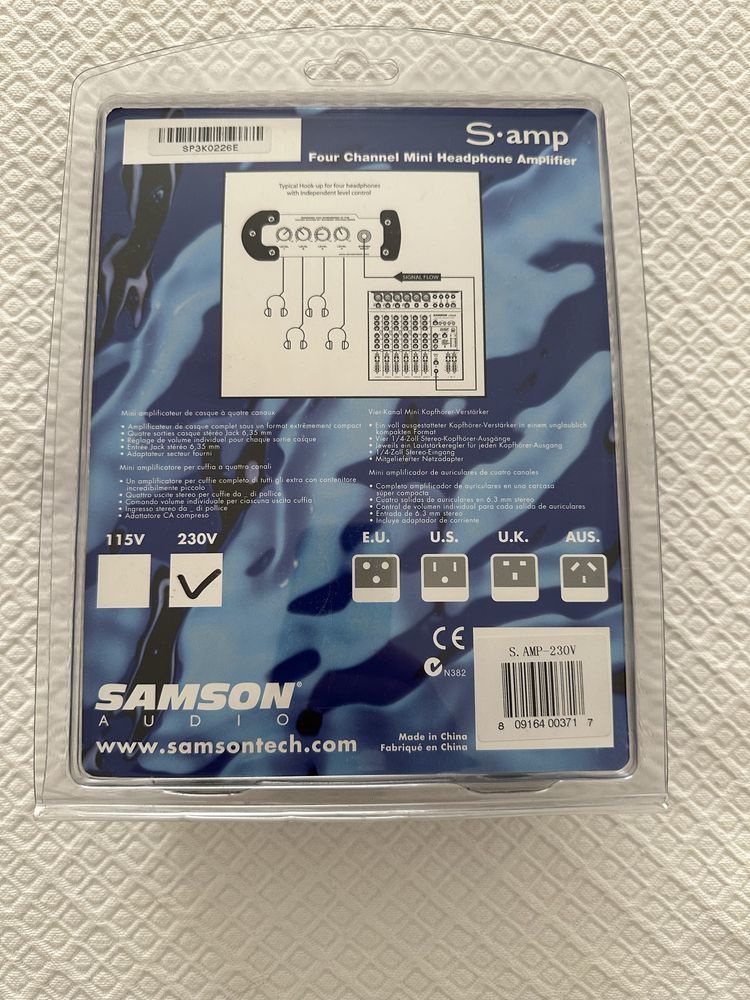 SP3K0226E
S·amp
Four Channel Mini Headphone Amplifier
Typical Hook-up for four headphones
with independent level control
LEVEL LEVEL LEVEL LEVEL
SIGNAL FLOW
SAMSON
Mini amplificateur de casque à quatre canaux
• Amplificateur de casque complet sous un format extrêmement compact
• Quatre sorties casque stéréo Jack 6,35 mm
• Réglage de volume individuel pour chaque sortie casque
• Entrée Jack stéréo 6,35 mm
• Adaptateur secteur fourni
Mini amplificatore per cuffia a quattro canali
• Un amplificatore per cuffie completo di tutti gli extra con contenitore
incredibilmente piccolo
• Quattro uscite stereo per cuffie da _ di pollice
• Comando volume individuale per ciascuna uscita cuffia
• Ingresso stereo da _ di pollice
• Adattatore CA compreso
Vier-Kanal Mini Kopfhörer-Verstärker
• Ein voll ausgestatteter Kopfhörer-Verstärker in einem unglaublich
kompakten Format
• Vier 1/4-Zoll Stereo-Kopfhörer-Ausgänge
• Jeweils ein Lautstärkeregler für jeden Kopfhörer-Ausgang
• 1/4-Zoll Stereo-Eingang
• Mitgelieferter Netzadapter
Mini amplificador de auriculares de cuatro canales
• Completo amplificador de auriculares en una carcasa
súper compacta
• Cuatro salidas de auriculares en 6.3 mm stereo
• Control de volumen individual para cada salida de auriculares
• Entrada de 6.3 mm stereo
• Incluye adaptador de corriente
115V 230V
E.U. U.S. U.K. AUS.
CE
N382
S.AMP-230V
8 09164 00371 7
SAMSON®
AUDIO
www.samsontech.com
Made in China
Fabriqué en China